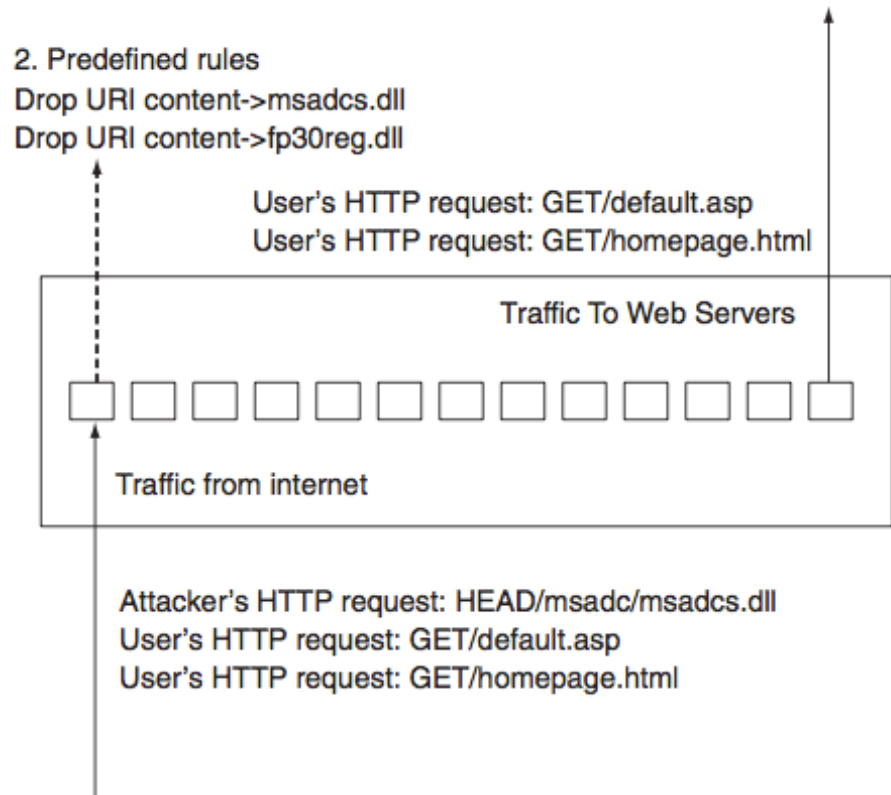 2. Predefined rules
Drop URI content->msadcs.dll
Drop URI content->fp30reg.dll
User's HTTP request: GET/default.asp
User's HTTP request: GET/homepage.html
Traffic To Web Servers
Traffic from internet
Attacker's HTTP request: HEAD/msadc/msadcs.dll
User's HTTP request: GET/default.asp
User's HTTP request: GET/homepage.html